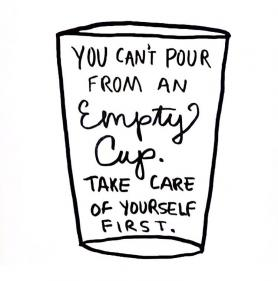 YOU CAN'T POUR
FROM AN
Empty
Cup.
TAKE CARE
OF YOURSELF
FIRST.